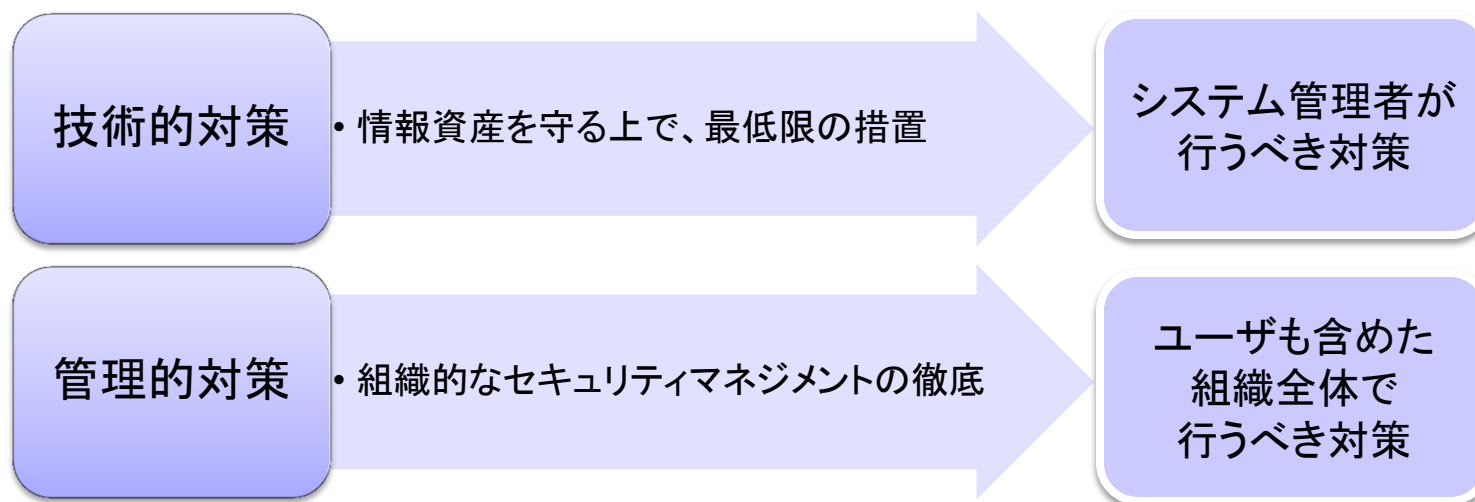 技術的対策
・情報資産を守る上で、最低限の措置
システム管理者が
行うべき対策
管理的対策
・組織的なセキュリティマネジメントの徹底
ユーザも含めた
組織全体で
行うべき対策